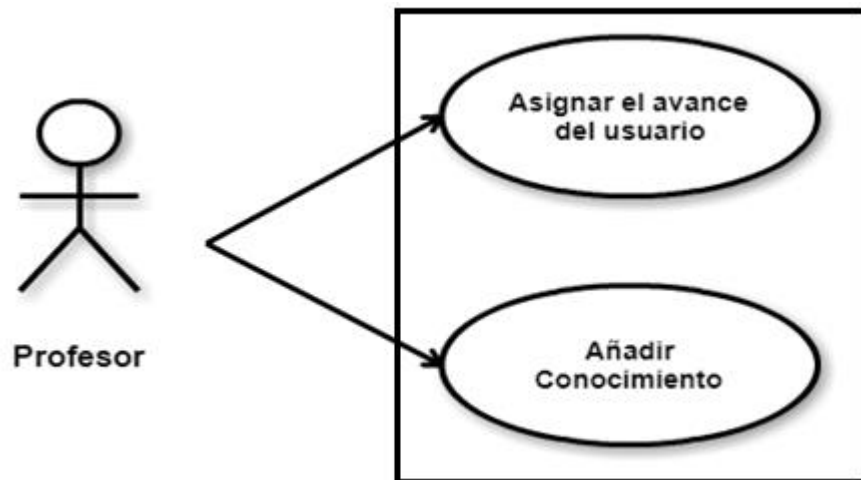 Asignar el avance
del usuario
Profesor
Añadir
Conocimiento